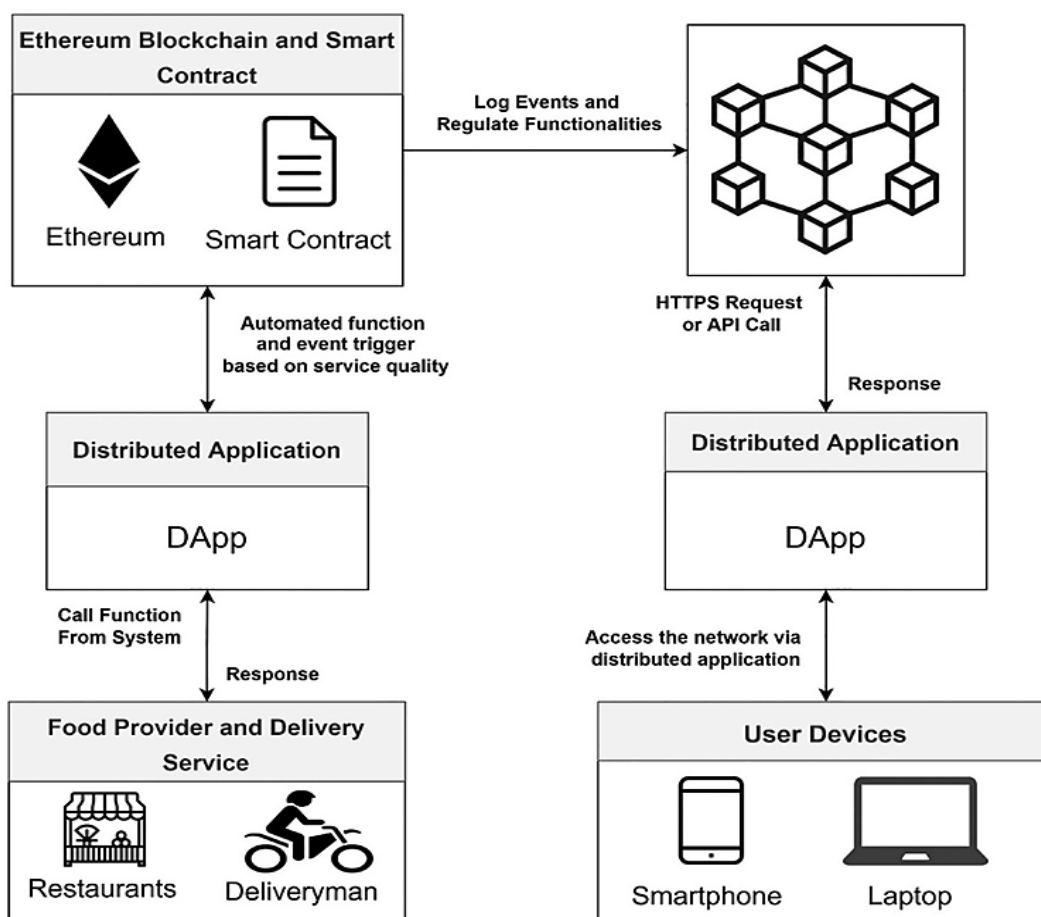 Ethereum Blockchain and Smart
Contract
Ethereum
Smart Contract
Log Events and
Regulate Functionalities
Automated function
and event trigger
based on service quality
HTTPS Request
or API Call
Response
Distributed Application
DApp
Distributed Application
DApp
Call Function
From System
Response
Access the network via
distributed application
Food Provider and Delivery
Service
Restaurants
Deliveryman
User Devices
Smartphone
Laptop